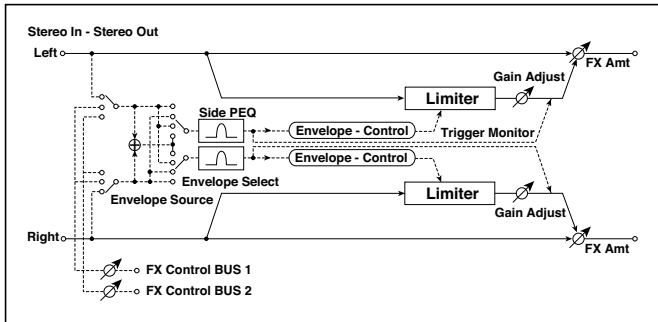 Stereo In - Stereo Out
Left
FX Amt
Gain Adjust
Limiter
Side PEQ
Trigger Monitor
Envelope - Control
Envelope - Control
Envelope Select
Envelope Source
Limiter
Gain Adjust
Right
FX Amt
FX Control BUS 1
FX Control BUS 2